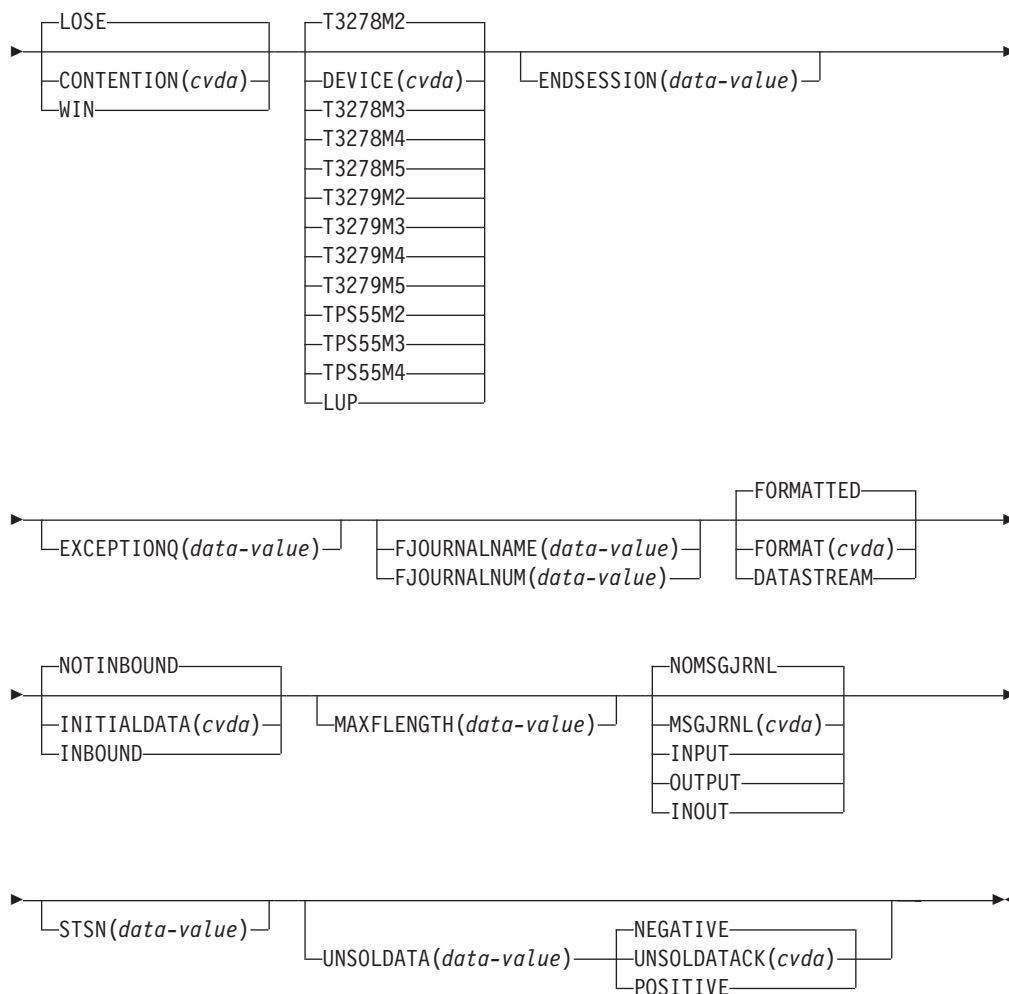 LOSE T3278M2
CONTENTION(cvda) DEVICE(cvda) ENDSESSION(data-value)
WIN T3278M3
T3278M4
T3278M5
T3279M2
T3279M3
T3279M4
T3279M5
TPS55M2
TPS55M3
TPS55M4
LUP
FORMATTED
EXCEPTIONQ(data-value) FJOURNALNAME(data-value) FORMAT(cvda)
FJOURNALNUM(data-value) DATASTREAM
NOTINBOUND NOMSGJRNL
INITIALDATA(cvda) MAXFLENGTH(data-value) MSGJRNL(cvda)
INBOUND INPUT
OUTPUT
INOUT
STSN(data-value) NEGATIVE
UNSOLDATA(data-value) UNSOLDATACK(cvda)
POSITIVE